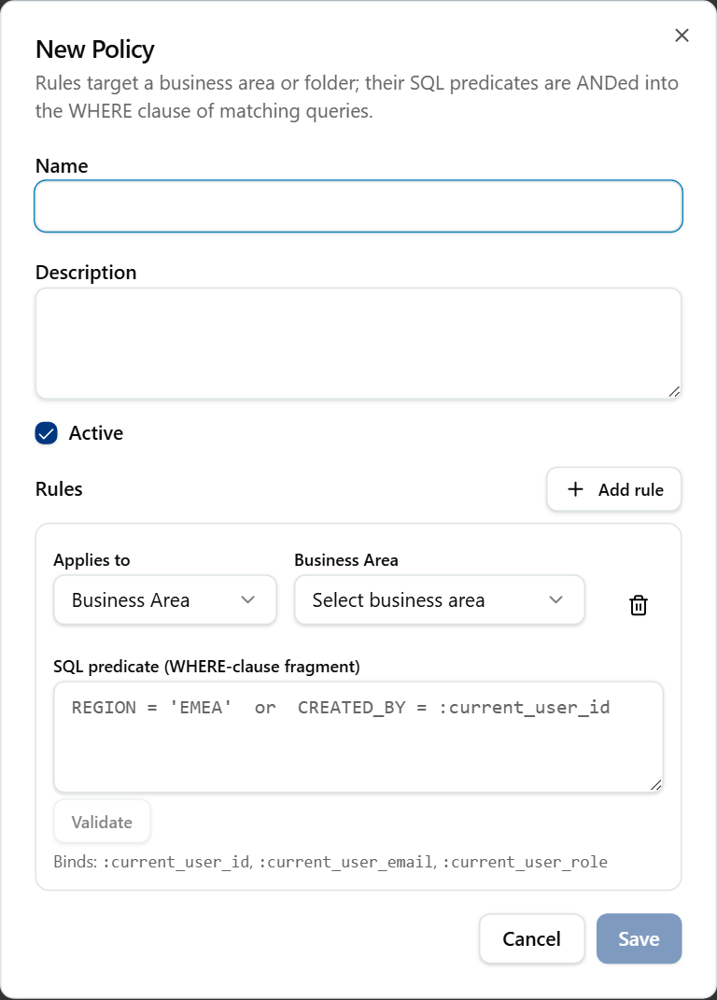 New Policy
Rules target a business area or folder; their SQL predicates are ANDed into
the WHERE clause of matching queries.
Name
Description
Active
Rules
Add rule
Applies to
Business Area
Business Area
Select business area
SQL predicate (WHERE-clause fragment)
REGION = 'EMEA'  or  CREATED_BY = :current_user_id
Validate
Binds: :current_user_id, :current_user_email, :current_user_role
Cancel
Save